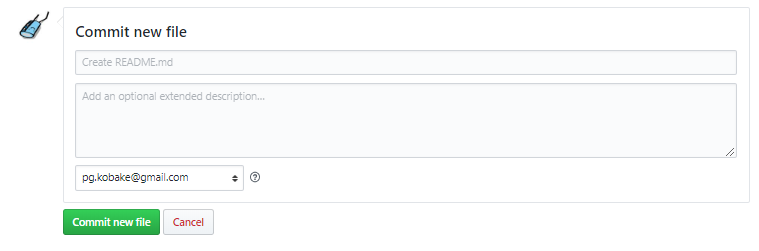 Commit new file
Create README.md
Add an optional extended description...
pg.kobake@gmail.com
Commit new file
Cancel